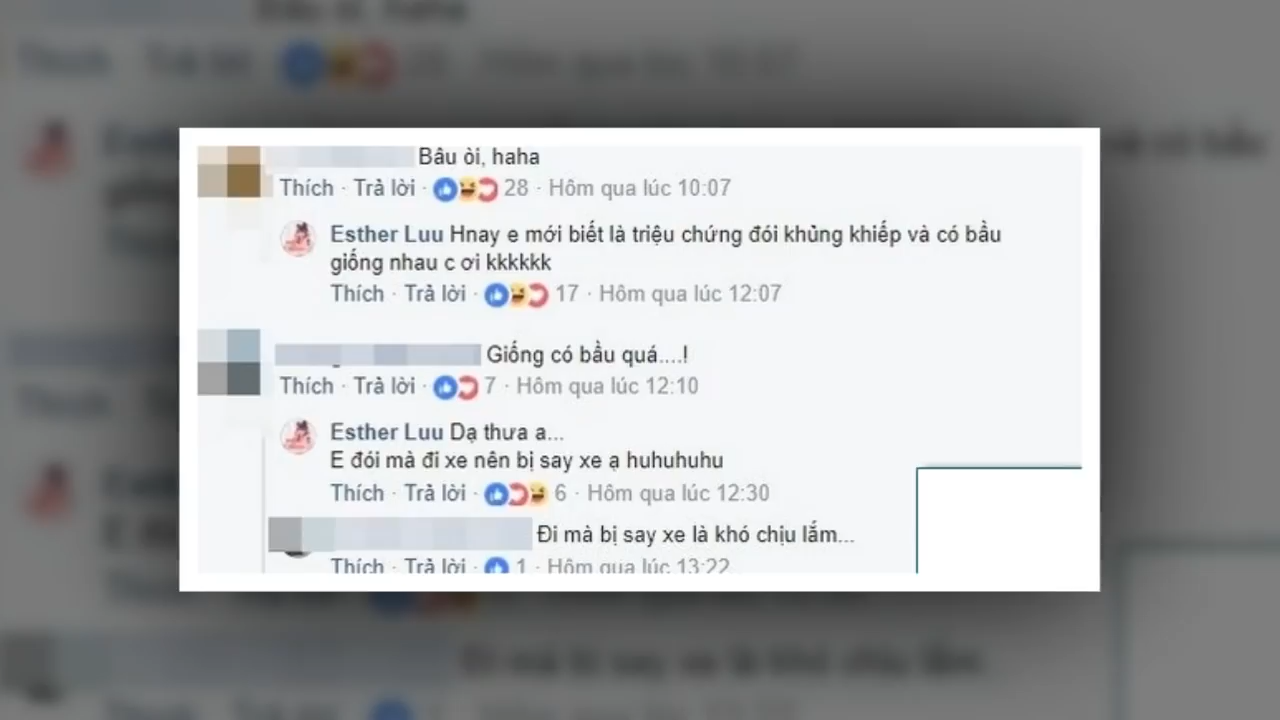 Bâu òi, haha
Thích · Trả lời · 28 · Hôm qua lúc 10:07
Esther Luu Hnay e mới biết là triệu chứng đói khủng khiếp và có bầu
giống nhau c ơi kkkkkk
Thích · Trả lời · 17 · Hôm qua lúc 12:07
Giống có bầu quá....!
Thích · Trả lời · 7 · Hôm qua lúc 12:10
Esther Luu Dạ thưa a...
E đói mà đi xe nên bị say xe ạ huhuhuhu
Thích · Trả lời · 6 · Hôm qua lúc 12:30
Đi mà bị say xe là khó chịu lắm...
Thích · Trả lời · 1 · Hôm qua lúc 13:22